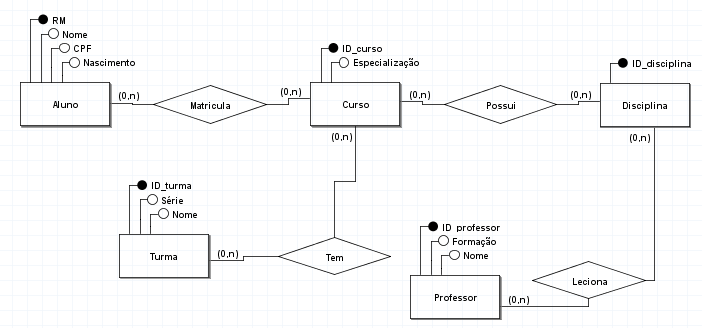 RM
Nome
CPF
Nascimento
Aluno
(0,n)
Matricula
(0,n)
ID_curso
Especialização
Curso
(0,n)
Possui
(0,n)
ID_disciplina
Disciplina
(0,n)
(0,n)
ID_turma
Série
Nome
Turma
(0,n)
Tem
ID_professor
Formação
Nome
Professor
(0,n)
Leciona